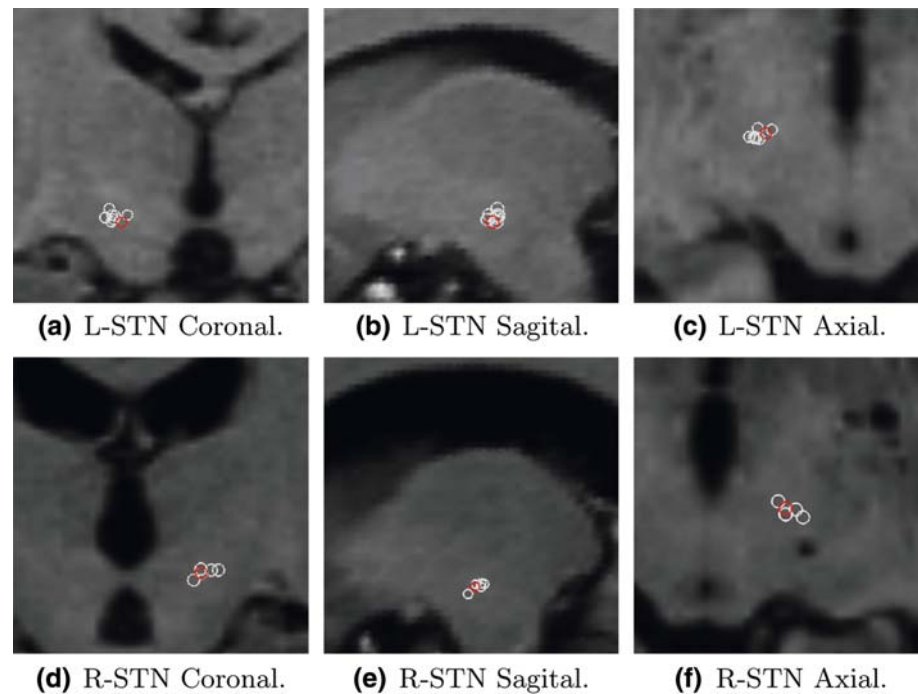 (a) L-STN Coronal.
(b) L-STN Sagital.
(c) L-STN Axial.
(d) R-STN Coronal.
(e) R-STN Sagital.
(f) R-STN Axial.